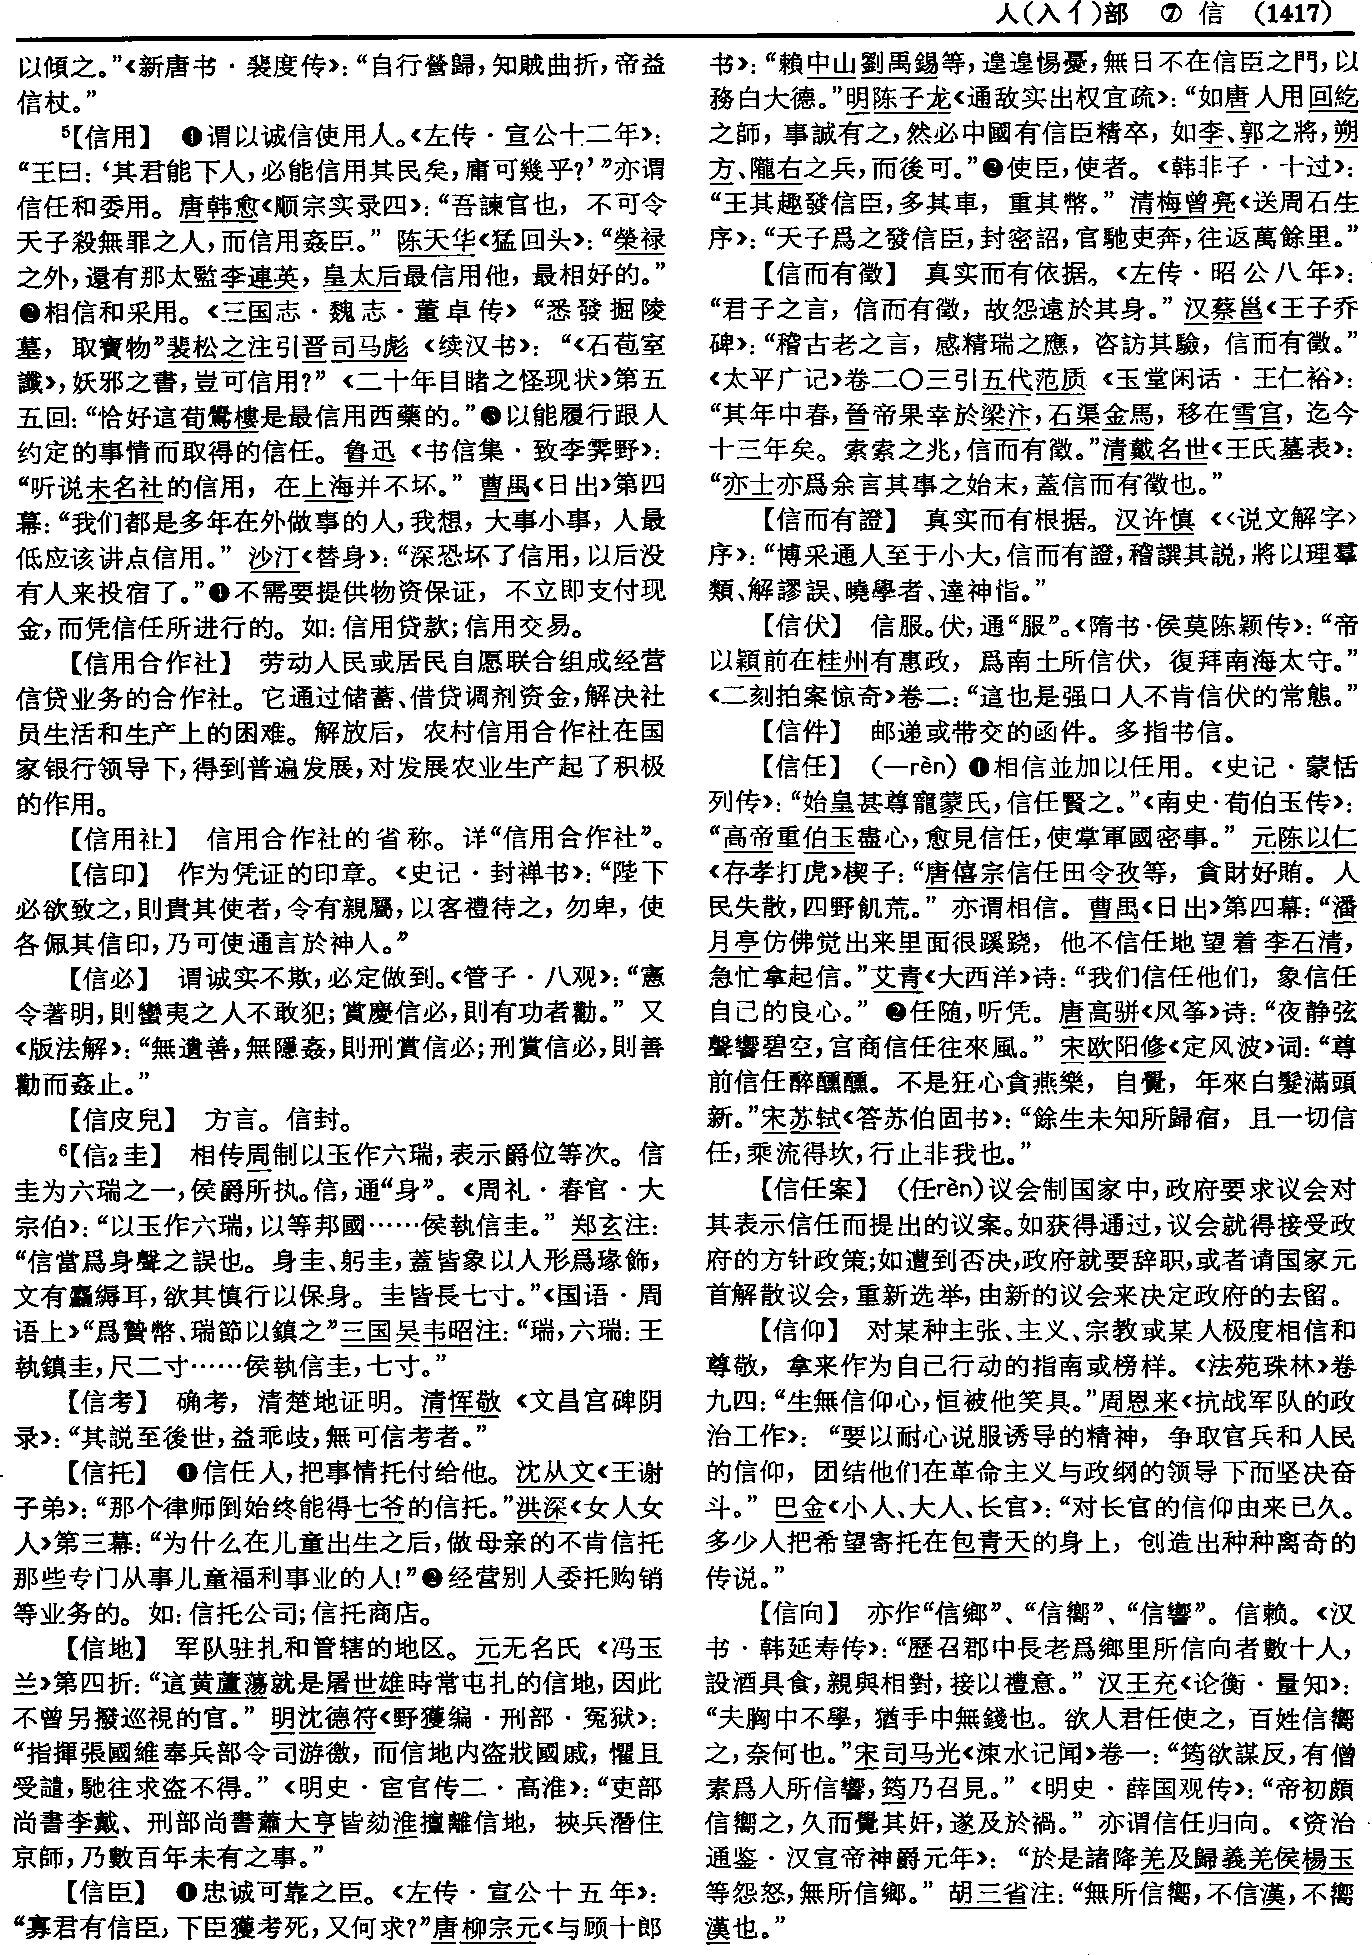 人(入亻)部 ⑦ 信 (1417)
以傾之。”《新唐书·裴度传》：“自行營歸，知賊曲折，帝益
信杖。”
⁵【信用】 ❶谓以诚信使用人。《左传·宣公十二年》：
“王曰：‘其君能下人，必能信用其民矣，庸可幾乎？’”亦谓
信任和委用。唐韩愈《顺宗实录四》：“吾諫官也，不可令
天子殺無罪之人，而信用姦臣。” 陈天华《猛回头》：“榮禄
之外，還有那太監李連英，皇太后最信用他，最相好的。”
❷相信和采用。《三国志·魏志·董卓传》“悉發掘陵
墓，取寶物”裴松之注引晋司马彪《续汉书》：“《石苞室
讖》，妖邪之書，豈可信用？”《二十年目睹之怪现状》第五
五回：“恰好這荀鶯樓是最信用西藥的。”❸以能履行跟人
约定的事情而取得的信任。鲁迅《书信集·致李霁野》：
“听说未名社的信用，在上海并不坏。” 曹禺《日出》第四
幕：“我们都是多年在外做事的人，我想，大事小事，人最
低应该讲点信用。” 沙汀《替身》：“深恐坏了信用，以后没
有人来投宿了。”❹不需要提供物资保证，不立即支付现
金，而凭信任所进行的。如：信用贷款；信用交易。
【信用合作社】 劳动人民或居民自愿联合组成经营
信贷业务的合作社。它通过储蓄、借贷调剂资金，解决社
员生活和生产上的困难。解放后，农村信用合作社在国
家银行领导下，得到普遍发展，对发展农业生产起了积极
的作用。
【信用社】 信用合作社的省称。详“信用合作社”。
【信印】 作为凭证的印章。《史记·封禅书》：“陛下
必欲致之，則貴其使者，令有親屬，以客禮待之，勿卑，使
各佩其信印，乃可使通言於神人。”
【信必】 谓诚实不欺，必定做到。《管子·八观》：“憲
令著明，則蠻夷之人不敢犯；賞慶信必，則有功者勸。” 又
《版法解》：“無遺善，無隱姦，則刑賞信必；刑賞信必，則善
勸而姦止。”
【信皮兒】 方言。信封。
⁶【信₂圭】 相传周制以玉作六瑞，表示爵位等次。信
圭为六瑞之一，侯爵所执。信，通“身”。《周礼·春官·大
宗伯》：“以玉作六瑞，以等邦國……侯執信圭。” 郑玄注：
“信當爲身聲之誤也。身圭、躬圭，蓋皆象以人形爲瑑飾，
文有麤縟耳，欲其慎行以保身。圭皆長七寸。”《国语·周
语上》“爲贄幣、瑞節以鎮之”三国吴韦昭注：“瑞，六瑞：王
執鎮圭，尺二寸……侯執信圭，七寸。”
【信考】 确考，清楚地证明。清恽敬《文昌宫碑阴
录》：“其説至後世，益乖歧，無可信考者。”
【信托】 ❶信任人，把事情托付给他。沈从文《王谢
子弟》：“那个律师倒始终能得七爷的信托。”洪深《女人女
人》第三幕：“为什么在儿童出生之后，做母亲的不肯信托
那些专门从事儿童福利事业的人！”❷经营别人委托购销
等业务的。如：信托公司；信托商店。
【信地】 军队驻扎和管辖的地区。元无名氏《冯玉
兰》第四折：“這黄蘆蕩就是屠世雄時常屯扎的信地，因此
不曾另撥巡視的官。” 明沈德符《野獲编·刑部·冤狱》：
“指揮張國維奉兵部令司游徼，而信地内盗戕國戚，懼且
受譴，馳往求盗不得。”《明史·宦官传二·高淮》：“吏部
尚書李戴、刑部尚書蕭大亨皆劾淮擅離信地，挾兵潛住
京師，乃數百年未有之事。”
【信臣】 ❶忠诚可靠之臣。《左传·宣公十五年》：
“寡君有信臣，下臣獲考死，又何求？”唐柳宗元《与顾十郎
书》：“賴中山劉禹錫等，遑遑惕憂，無日不在信臣之門，以
務白大德。”明陈子龙《通敌实出权宜疏》：“如唐人用回紇
之師，事誠有之，然必中國有信臣精卒，如李、郭之將，朔
方、隴右之兵，而後可。”❷使臣，使者。《韩非子·十过》：
“王其趣發信臣，多其車，重其幣。” 清梅曾亮《送周石生
序》：“天子爲之發信臣，封密詔，官馳吏奔，往返萬餘里。”
【信而有徵】 真实而有依据。《左传·昭公八年》：
“君子之言，信而有徵，故怨遠於其身。” 汉蔡邕《王子乔
碑》：“稽古老之言，感精瑞之應，咨訪其驗，信而有徵。”
《太平广记》卷二〇三引五代范质《玉堂闲话·王仁裕》：
“其年中春，晉帝果幸於梁汴，石渠金馬，移在雪宫，迄今
十三年矣。索索之兆，信而有徵。”清戴名世《王氏墓表》：
“亦士亦爲余言其事之始末，蓋信而有徵也。”
【信而有證】 真实而有根据。汉许慎《〈说文解字〉
序》：“博采通人至于小大，信而有證，稽譔其説，將以理羣
類、解謬誤、曉學者、達神恉。”
【信伏】 信服。伏，通“服”。《隋书·侯莫陈颖传》：“帝
以穎前在桂州有惠政，爲南土所信伏，復拜南海太守。”
《二刻拍案惊奇》卷二：“這也是强口人不肯信伏的常態。”
【信件】 邮递或带交的函件。多指书信。
【信任】 （—rèn）❶相信並加以任用。《史记·蒙恬
列传》：“始皇甚尊寵蒙氏，信任賢之。”《南史·荀伯玉传》：
“高帝重伯玉盡心，愈見信任，使掌軍國密事。” 元陈以仁
《存孝打虎》楔子：“唐僖宗信任田令孜等，貪財好賄。人
民失散，四野飢荒。” 亦谓相信。曹禺《日出》第四幕：“潘
月亭仿佛觉出来里面很蹊跷，他不信任地望着李石清，
急忙拿起信。”艾青《大西洋》诗：“我们信任他们，象信任
自己的良心。” ❷任随，听凭。唐高骈《风筝》诗：“夜静弦
聲響碧空，宫商信任往來風。” 宋欧阳修《定风波》词：“尊
前信任醉醺醺。不是狂心貪燕樂，自覺，年來白髮滿頭
新。”宋苏轼《答苏伯固书》：“餘生未知所歸宿，且一切信
任，乘流得坎，行止非我也。”
【信任案】 （任rèn）议会制国家中，政府要求议会对
其表示信任而提出的议案。如获得通过，议会就得接受政
府的方针政策；如遭到否决，政府就要辞职，或者请国家元
首解散议会，重新选举，由新的议会来决定政府的去留。
【信仰】 对某种主张、主义、宗教或某人极度相信和
尊敬，拿来作为自己行动的指南或榜样。《法苑珠林》卷
九四：“生無信仰心，恒被他笑具。”周恩来《抗战军队的政
治工作》：“要以耐心说服诱导的精神，争取官兵和人民
的信仰，团结他们在革命主义与政纲的领导下而坚决奋
斗。” 巴金《小人、大人、长官》：“对长官的信仰由来已久。
多少人把希望寄托在包青天的身上，创造出种种离奇的
传说。”
【信向】 亦作“信鄉”、“信嚮”、“信響”。信赖。《汉
书·韩延寿传》：“歷召郡中長老爲鄉里所信向者數十人，
設酒具食，親與相對，接以禮意。” 汉王充《论衡·量知》：
“夫胸中不學，猶手中無錢也。欲人君任使之，百姓信嚮
之，奈何也。”宋司马光《涑水记闻》卷一：“筠欲謀反，有僧
素爲人所信響，筠乃召見。”《明史·薛国观传》：“帝初頗
信嚮之，久而覺其奸，遂及於禍。” 亦谓信任归向。《资治
通鉴·汉宣帝神爵元年》：“於是諸降羌及歸義羌侯楊玉
等怨怒，無所信鄉。” 胡三省注：“無所信嚮，不信漢，不嚮
漢也。”